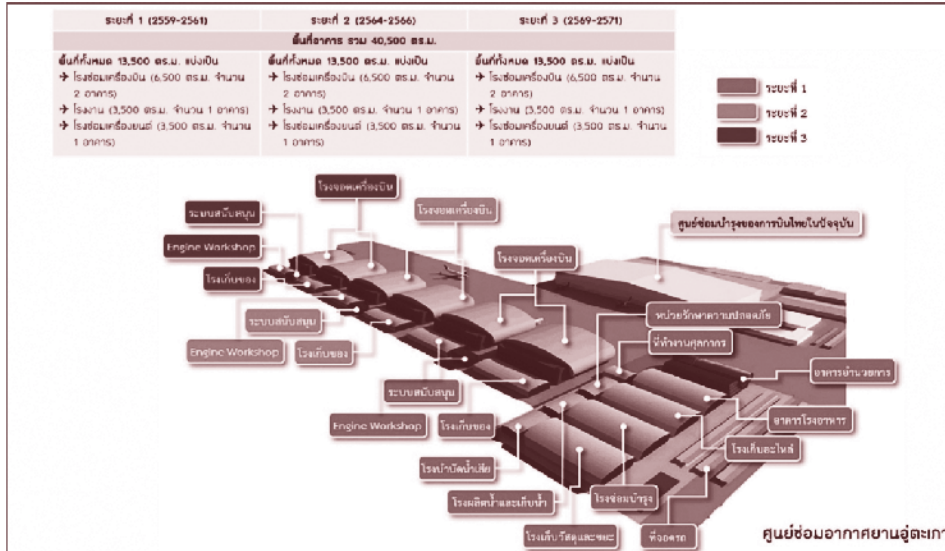 ระยะที่ 1 (2559-2561)
ระยะที่ 2 (2564-2566)
ระยะที่ 3 (2569-2571)
พื้นที่อาคาร รวม 40,500 ตร.ม.
พื้นที่ทั้งหมด 13,500 ตร.ม. แบ่งเป็น
✈ โรงซ่อมเครื่องบิน (6,500 ตร.ม. จำนวน
2 อาคาร)
✈ โรงงาน (3,500 ตร.ม. จำนวน 1 อาคาร)
✈ โรงซ่อมเครื่องยนต์ (3,500 ตร.ม. จำนวน
1 อาคาร)
พื้นที่ทั้งหมด 13,500 ตร.ม. แบ่งเป็น
✈ โรงซ่อมเครื่องบิน (6,500 ตร.ม. จำนวน
2 อาคาร)
✈ โรงงาน (3,500 ตร.ม. จำนวน 1 อาคาร)
✈ โรงซ่อมเครื่องยนต์ (3,500 ตร.ม. จำนวน
1 อาคาร)
พื้นที่ทั้งหมด 13,500 ตร.ม. แบ่งเป็น
✈ โรงซ่อมเครื่องบิน (6,500 ตร.ม. จำนวน
2 อาคาร)
✈ โรงงาน (3,500 ตร.ม. จำนวน 1 อาคาร)
✈ โรงซ่อมเครื่องยนต์ (3,500 ตร.ม. จำนวน
1 อาคาร)
ระยะที่ 1
ระยะที่ 2
ระยะที่ 3
โรงจอดเครื่องบิน
ระบบสนับสนุน
โรงจอดเครื่องบิน
ศูนย์ซ่อมบำรุงของการบินไทยในปัจจุบัน
Engine Workshop
โรงจอดเครื่องบิน
โรงเก็บของ
หน่วยรักษาความปลอดภัย
ระบบสนับสนุน
ที่ทำงานศุลกากร
Engine Workshop
โรงเก็บของ
อาคารอำนวยการ
ระบบสนับสนุน
Engine Workshop
โรงเก็บของ
อาคารโรงอาหาร
โรงเก็บอะไหล่
โรงบำบัดน้ำเสีย
โรงผลิตน้ำและเก็บน้ำ
โรงซ่อมบำรุง
โรงเก็บวัสดุและขยะ
ที่จอดรถ
ศูนย์ซ่อมอากาศยานอู่ตะเภา